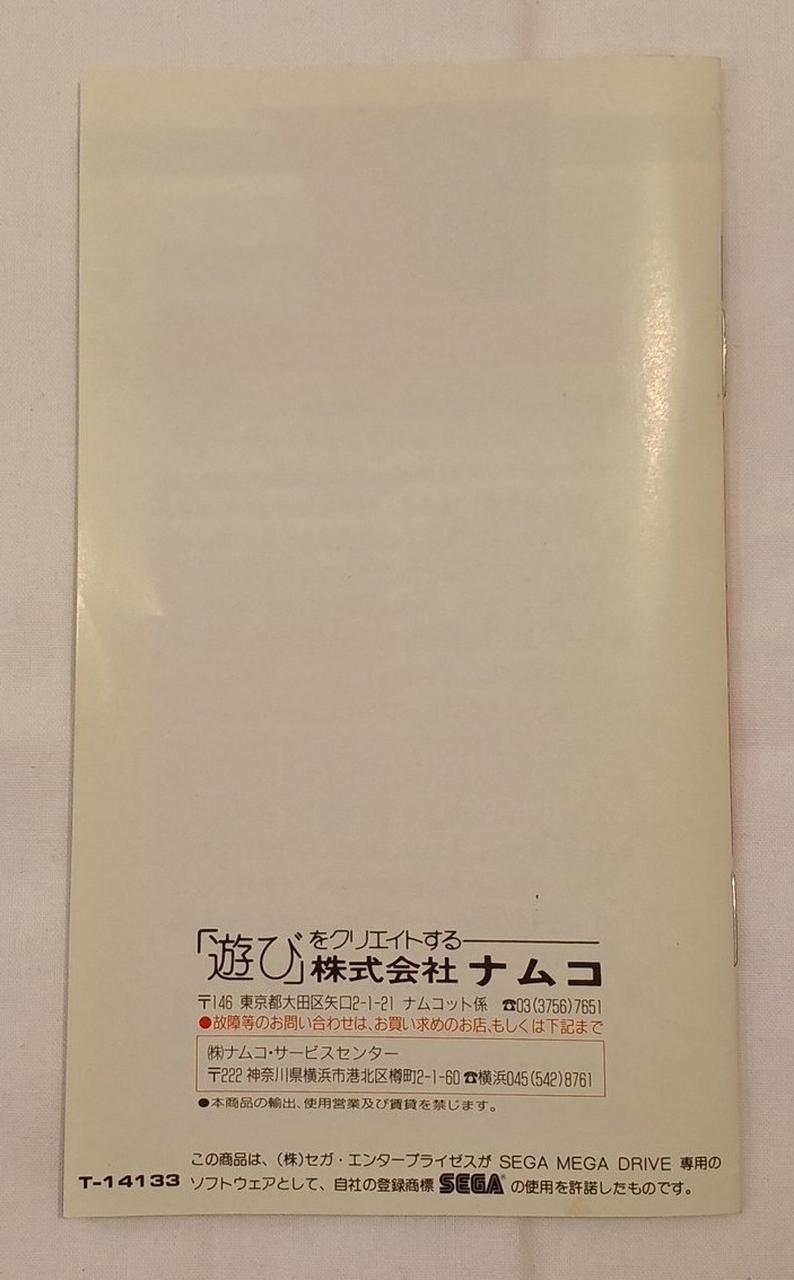 「遊び」をクリエイトする
株式会社ナムコ
〒146 東京都大田区矢口2-1-21 ナムコット係 ☎03(3756)7651
●故障等のお問い合わせは、お買い求めのお店、もしくは下記まで
㈱ナムコ・サービスセンター
〒222 神奈川県横浜市港北区樽町2-1-60 ☎横浜045(542)8761
●本商品の輸出、使用営業及び賃貸を禁じます。
この商品は、(株)セガ・エンタープライゼスが SEGA MEGA DRIVE 専用の
T-14133 ソフトウェアとして、自社の登録商標 SEGA® の使用を許諾したものです。